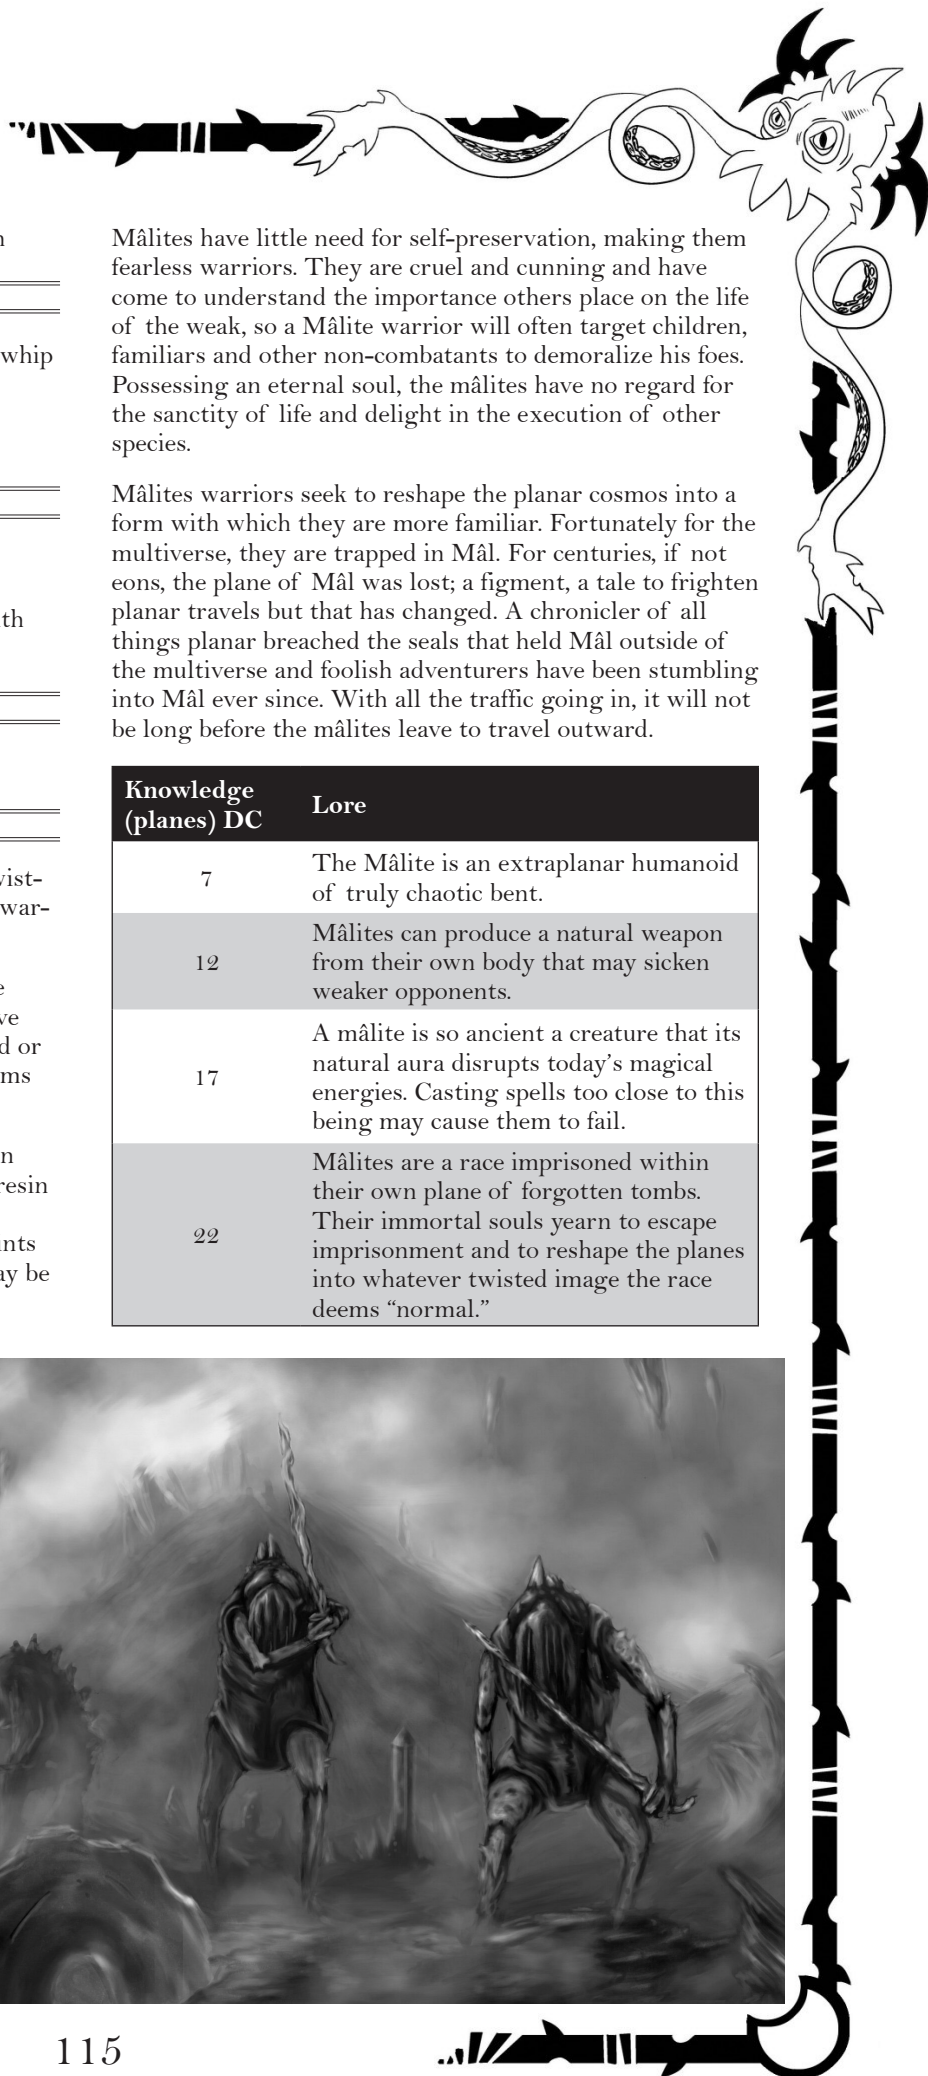 n
whip
th
vist-
war-
e
ve
d or
ms
n
resin
nts
ay be
Mâlites have little need for self-preservation, making them
fearless warriors. They are cruel and cunning and have
come to understand the importance others place on the life
of the weak, so a Mâlite warrior will often target children,
familiars and other non-combatants to demoralize his foes.
Possessing an eternal soul, the mâlites have no regard for
the sanctity of life and delight in the execution of other
species.
Mâlites warriors seek to reshape the planar cosmos into a
form with which they are more familiar. Fortunately for the
multiverse, they are trapped in Mâl. For centuries, if not
eons, the plane of Mâl was lost; a figment, a tale to frighten
planar travels but that has changed. A chronicler of all
things planar breached the seals that held Mâl outside of
the multiverse and foolish adventurers have been stumbling
into Mâl ever since. With all the traffic going in, it will not
be long before the mâlites leave to travel outward.
Knowledge
(planes) DC
Lore
7
The Mâlite is an extraplanar humanoid
of truly chaotic bent.
12
Mâlites can produce a natural weapon
from their own body that may sicken
weaker opponents.
17
A mâlite is so ancient a creature that its
natural aura disrupts today’s magical
energies. Casting spells too close to this
being may cause them to fail.
22
Mâlites are a race imprisoned within
their own plane of forgotten tombs.
Their immortal souls yearn to escape
imprisonment and to reshape the planes
into whatever twisted image the race
deems “normal.”
115